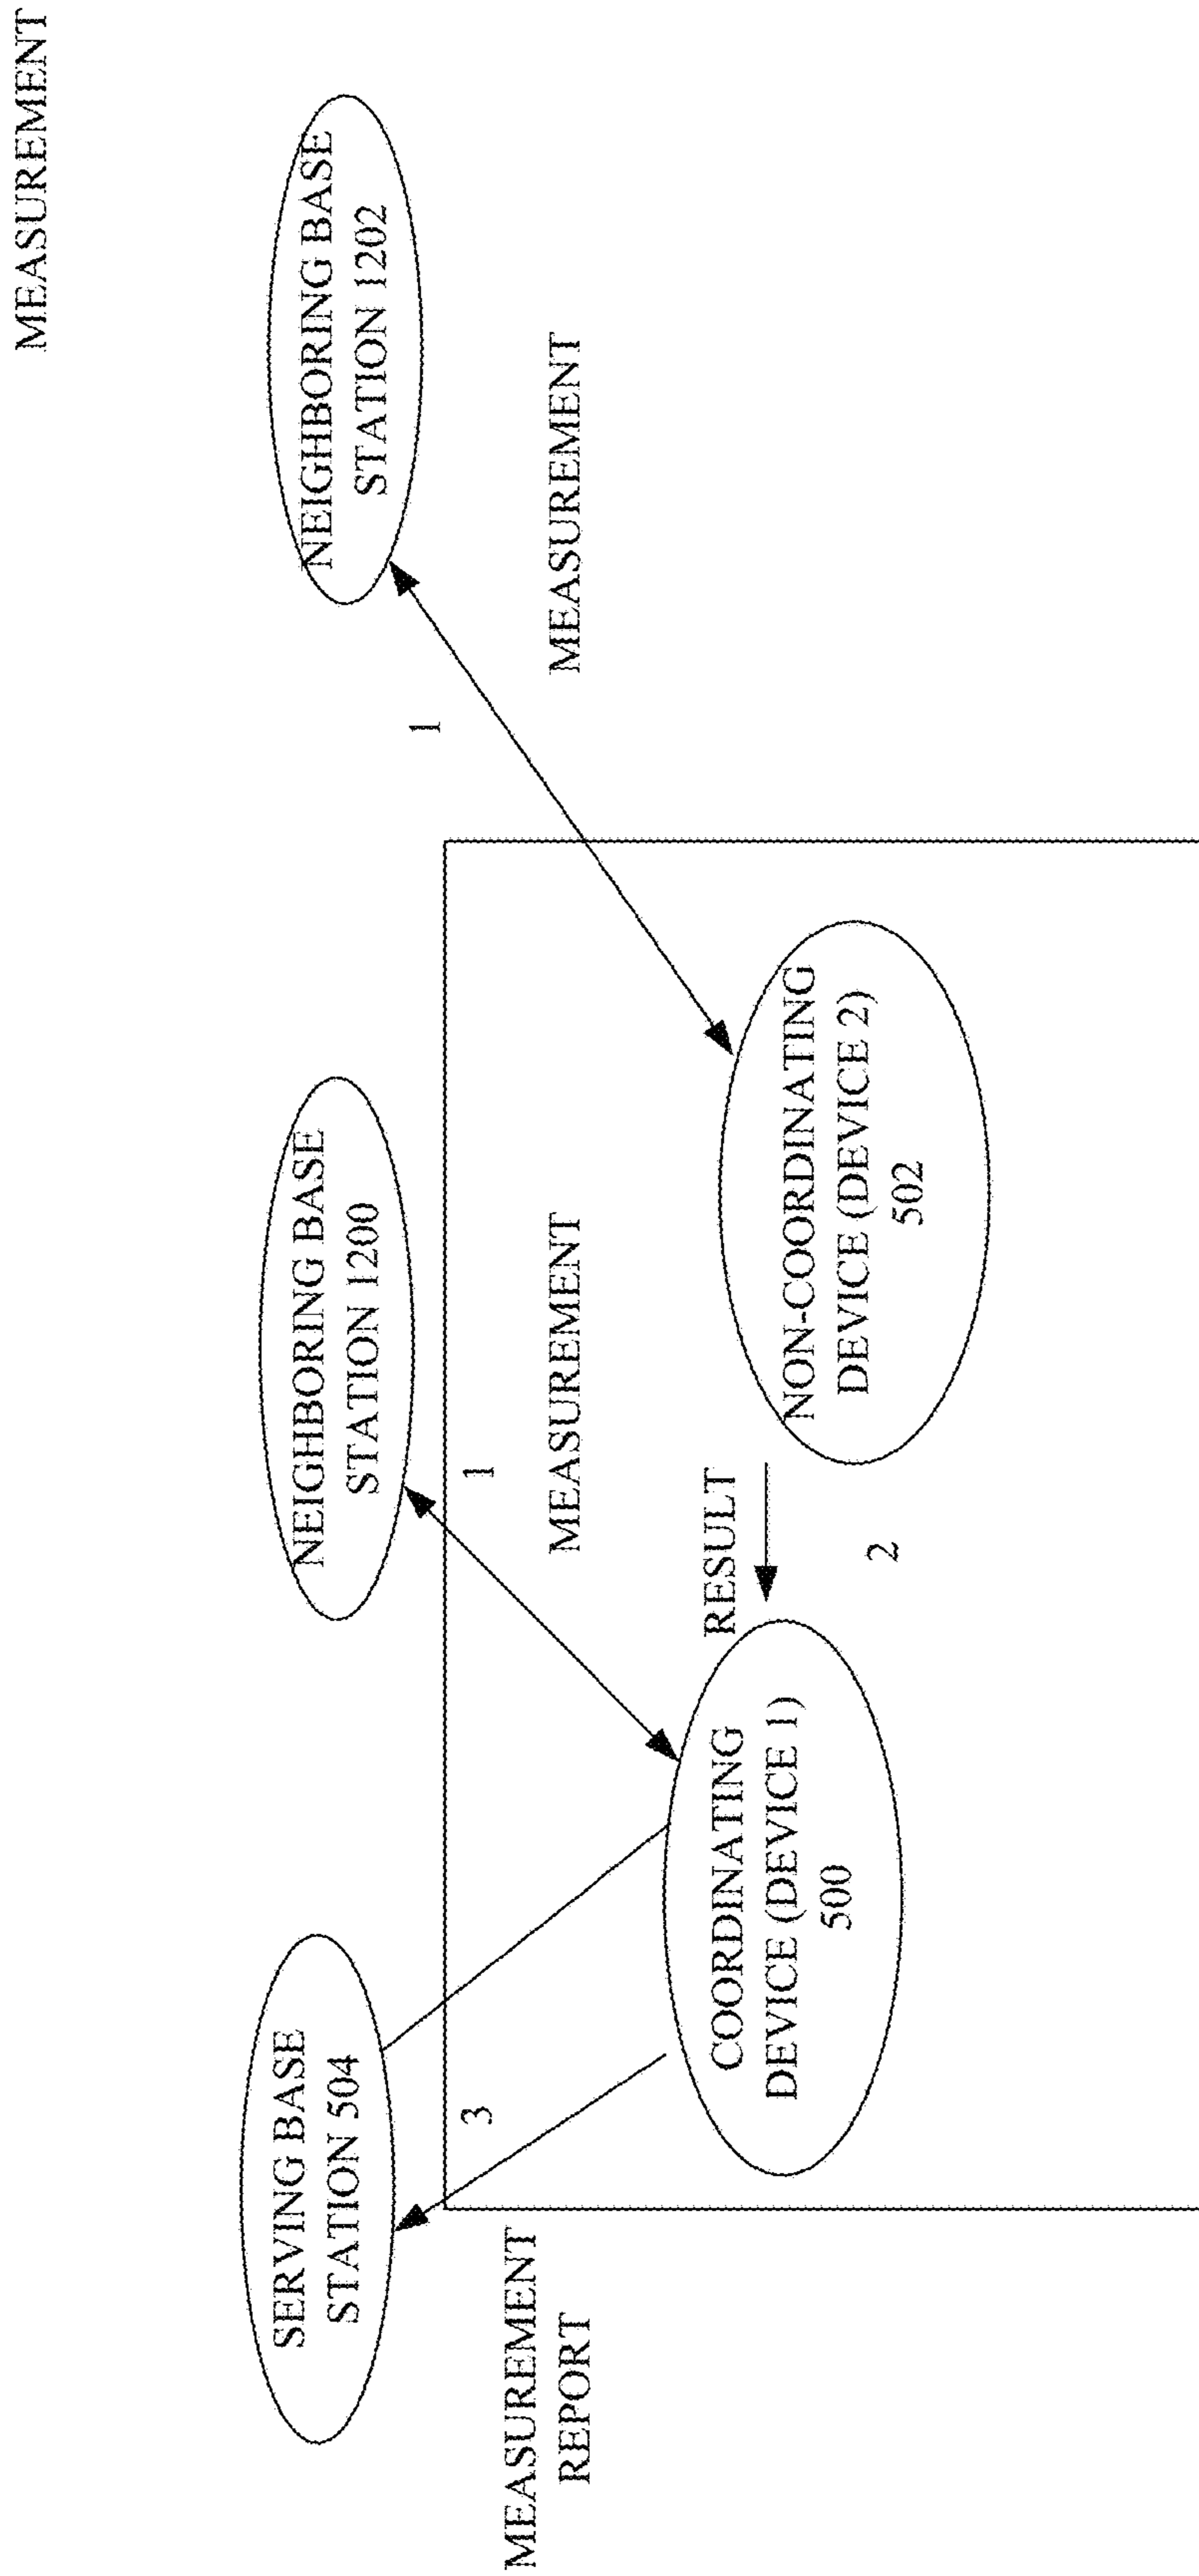 MEASUREMENT
SERVING BASE
STATION 504
NEIGHBORING BASE
STATION 1200
NEIGHBORING BASE
STATION 1202
1
3
1
MEASUREMENT
REPORT
MEASUREMENT
MEASUREMENT
RESULT
2
COORDINATING
DEVICE (DEVICE 1)
500
NON-COORDINATING
DEVICE (DEVICE 2)
502